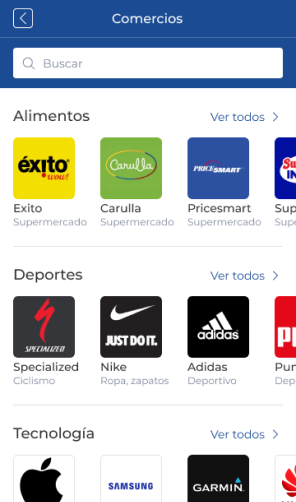 Comercios
Buscar
Alimentos
Ver todos
éxito
wow!
Carulla
PRICESMART
Exito
Carulla
Pricesmart
Supermercado
Supermercado
Supermercado
Deportes
Ver todos
SPECIALIZED
JUST DO IT.
adidas
Specialized
Nike
Adidas
Ciclismo
Ropa, zapatos
Deportivo
Tecnología
Ver todos
SAMSUNG
GARMIN